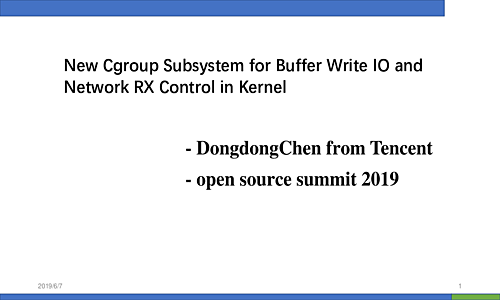 New Cgroup Subsystem for Buffer Write IO and
Network RX Control in Kernel
- DongdongChen from Tencent
- open source summit 2019
2019/6/7
1